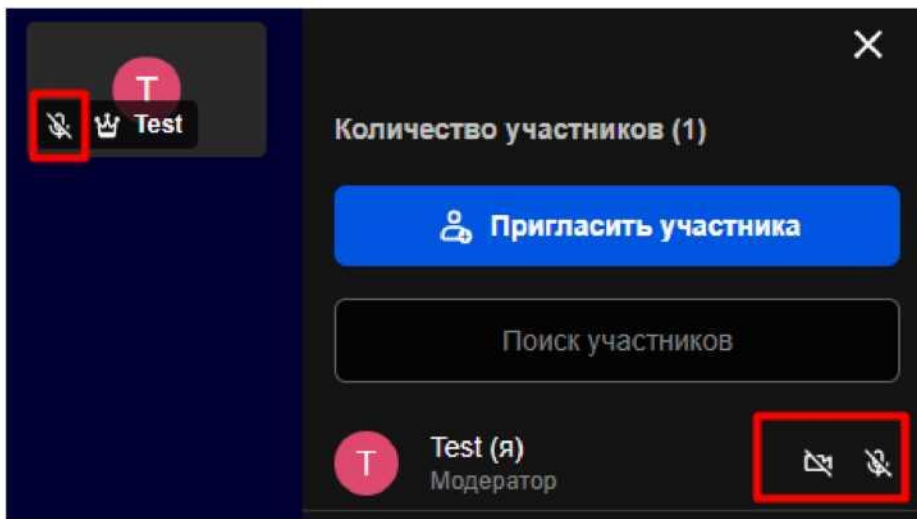 T
Test
Количество участников (1)
Пригласить участника
Поиск участников
T
Test (я)
Модератор